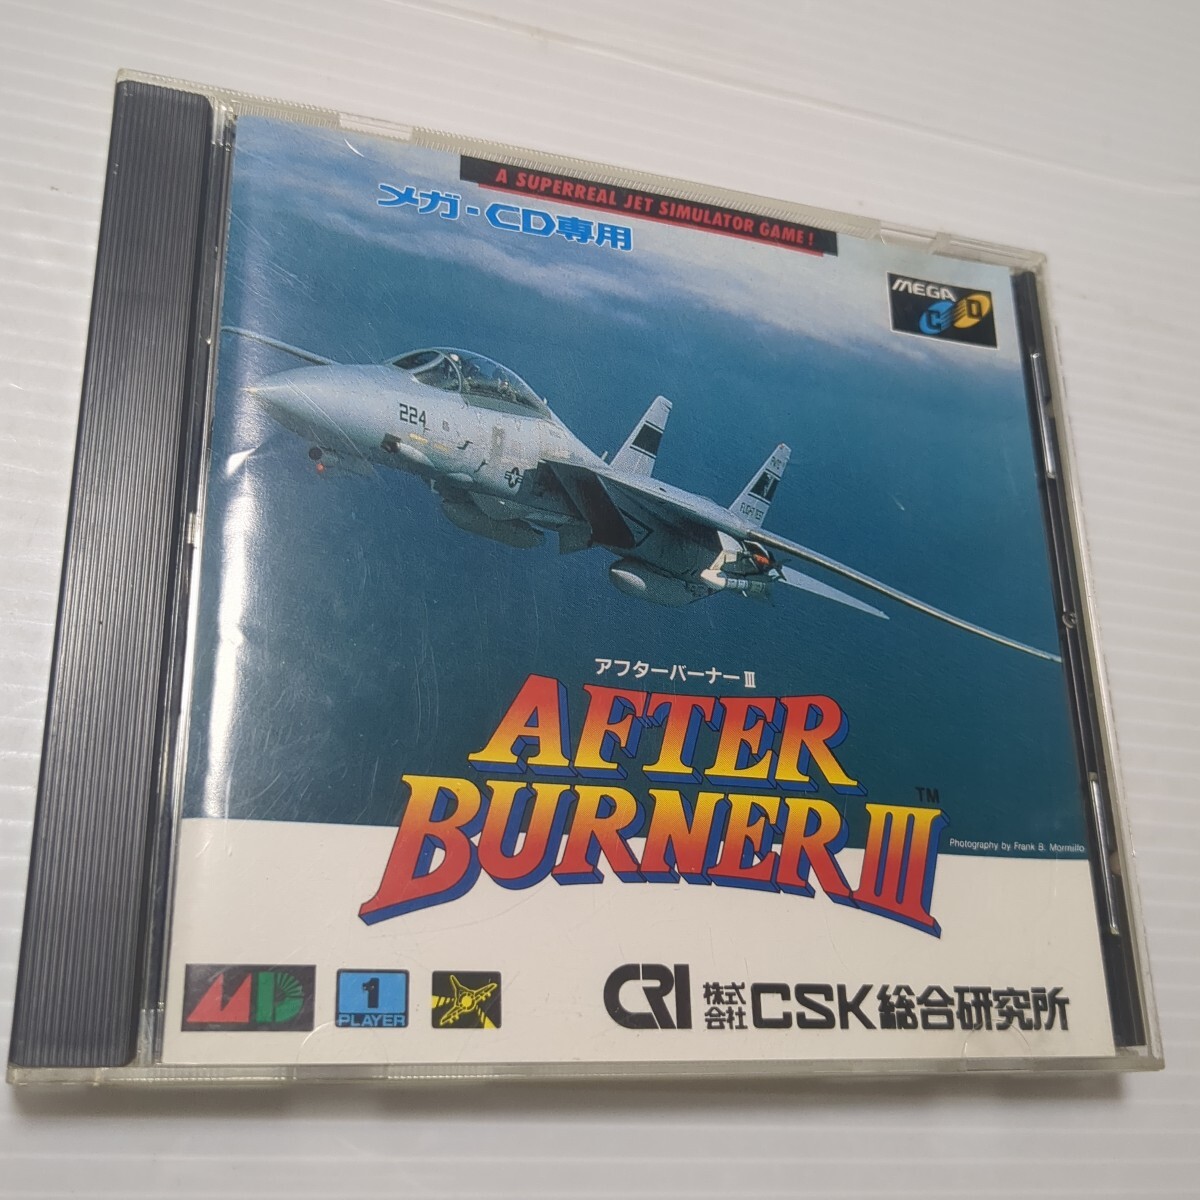 A SUPERREAL JET SIMULATOR GAME!
メガ-CD専用
MEGA
CD
224
アフターバーナーⅢ
AFTER
BURNER III
TM
Photography by Frank B. Mormillo
MD
1
PLAYER
CRI 株式会社 CSK総合研究所